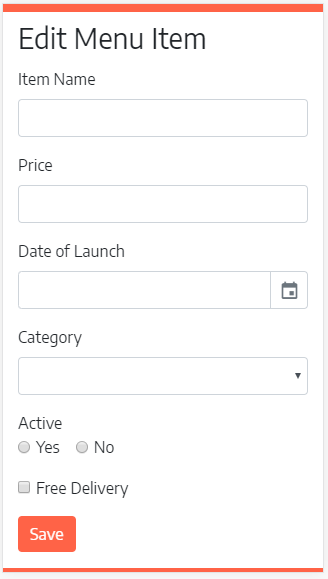 Edit Menu Item
Item Name
Price
Date of Launch
Category
Active
Yes No
Free Delivery
Save